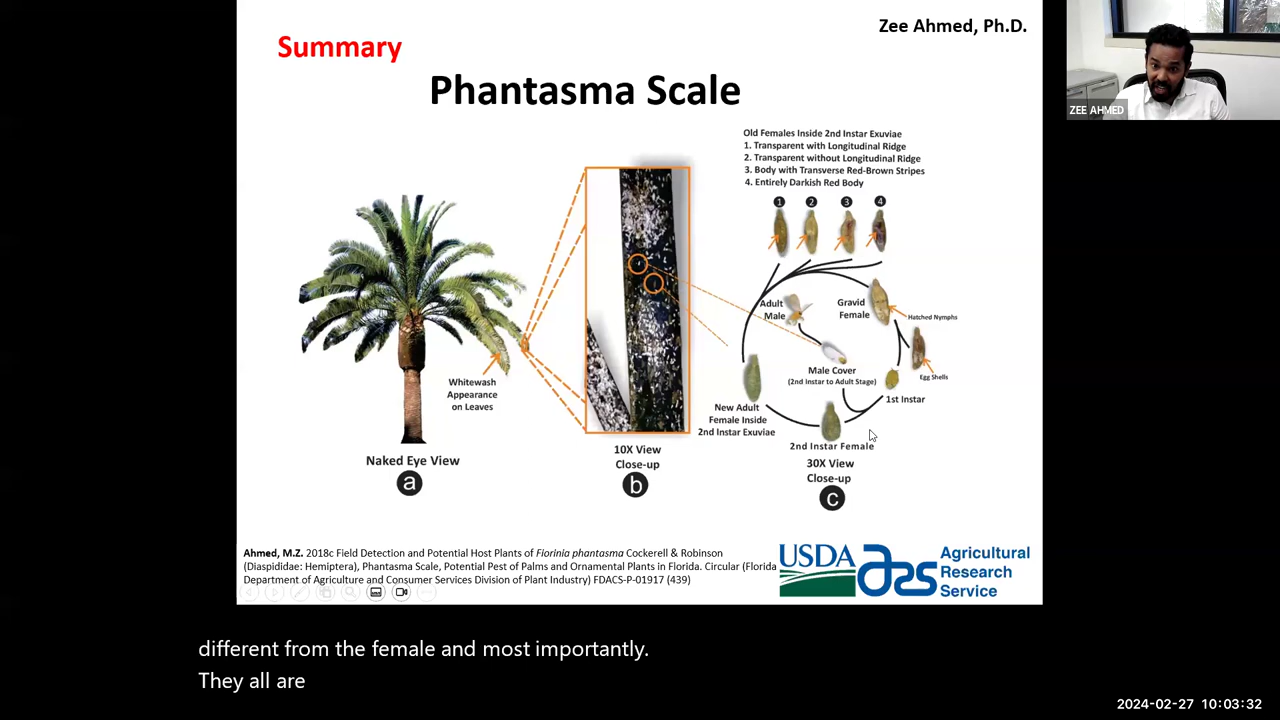 Zee Ahmed, Ph.D.
Summary
Phantasma Scale
ZEE AHMED
Old Females Inside 2nd Instar Exuviae
1. Transparent with Longitudinal Ridge
2. Transparent without Longitudinal Ridge
3. Body with Transverse Red-Brown Stripes
4. Entirely Darkish Red Body
1 2 3 4
Adult
Male
Gravid
Female
Hatched Nymphs
Male Cover
(2nd Instar to Adult Stage)
Egg Shells
1st Instar
Whitewash
Appearance
on Leaves
New Adult
Female Inside
2nd Instar Exuviae
2nd Instar Female
Naked Eye View
a
10X View
Close-up
b
30X View
Close-up
c
Ahmed, M.Z. 2018c Field Detection and Potential Host Plants of Fiorinia phantasma Cockerell & Robinson
(Diaspididae: Hemiptera), Phantasma Scale, Potential Pest of Palms and Ornamental Plants in Florida. Circular (Florida
Department of Agriculture and Consumer Services Division of Plant Industry) FDACS-P-01917 (439)
USDA
ars
Agricultural
Research
Service
different from the female and most importantly.
They all are
2024-02-27 10:03:32